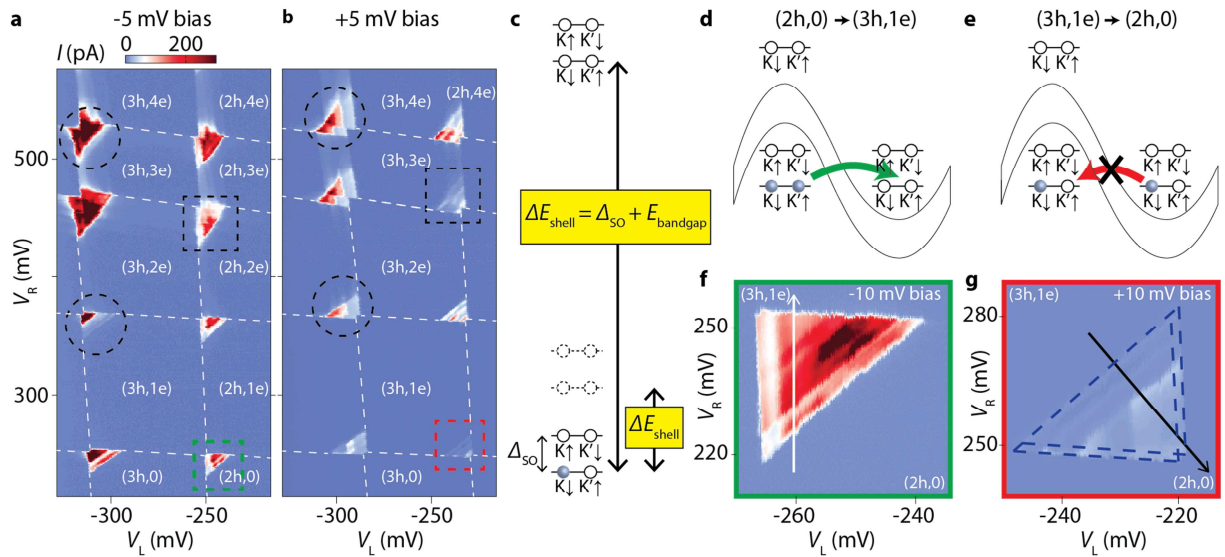 a
-5 mV bias
I (pA)
0 200
(3h,4e) (2h,4e)
(3h,3e) (2h,3e)
(3h,2e) (2h,2e)
(3h,1e) (2h,1e)
(3h,0) (2h,0)
500
300
V_R (mV)
-300 -250
V_L (mV)
b
+5 mV bias
(3h,4e) (2h,4e)
(3h,3e)
(3h,2e)
(3h,1e)
(3h,0)
-300 -250
V_L (mV)
c
K↑ K'↓
K↓ K'↑
ΔE_shell = Δ_SO + E_bandgap
ΔE_shell
Δ_SO
K↑ K'↓
K↓ K'↑
d
(2h,0) → (3h,1e)
K↓ K'↑
K↑ K'↓
K↓ K'↑
K↑ K'↓
K↓ K'↑
e
(3h,1e) → (2h,0)
K↓ K'↑
K↑ K'↓
K↓ K'↑
K↑ K'↓
K↓ K'↑
f
(3h,1e) -10 mV bias
250
220
V_R (mV)
(2h,0)
-260 -240
V_L (mV)
g
(3h,1e) +10 mV bias
280
250
V_R (mV)
(2h,0)
-240 -220
V_L (mV)